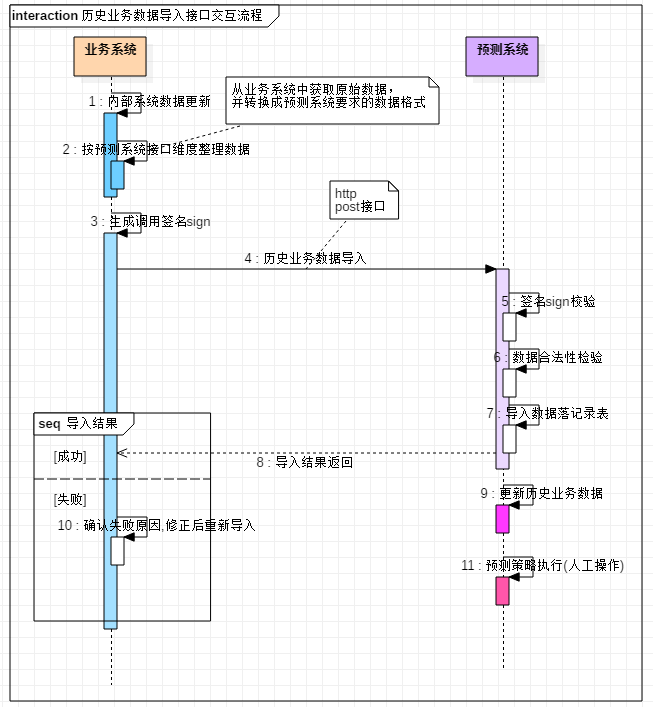 interaction 历史业务数据导入接口交互流程
业务系统
预测系统
从业务系统中获取原始数据，
并转换成预测系统要求的数据格式
1 : 内部系统数据更新
2 : 按预测系统接口维度整理数据
http
post接口
3 : 生成调用签名sign
4 : 历史业务数据导入
5 : 签名sign校验
6 : 数据合法性检验
7 : 导入数据落记录表
seq 导入结果
[成功]
8 : 导入结果返回
9 : 更新历史业务数据
[失败]
10 : 确认失败原因,修正后重新导入
11 : 预测策略执行(人工操作)